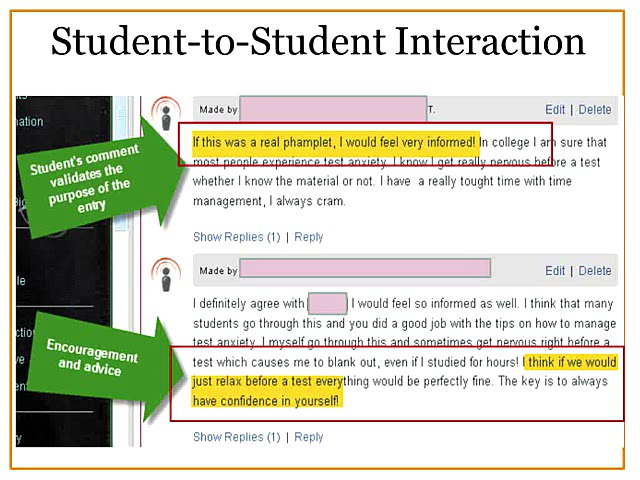 Student-to-Student Interaction
Made by T. Edit | Delete
nation
If this was a real phamplet, I would feel very informed! In college I am sure that
most people experience test anxiety. I know I get really nervous before a test
whether I know the material or not. I have a really tought time with time
management, I always cram.
Student's comment
validates the
purpose of the
entry
Show Replies (1) | Reply
Made by Edit | Delete
I definitely agree with I would feel so informed as well. I think that many
students go through this and you did a good job with the tips on how to manage
test anxiety. I myself go through this and sometimes get nervous right before a
test which causes me to blank out, even if I studied for hours! I think if we would
just relax before a test everything would be perfectly fine. The key is to always
have confidence in yourself!
Encouragement
and advice
Show Replies (1) | Reply